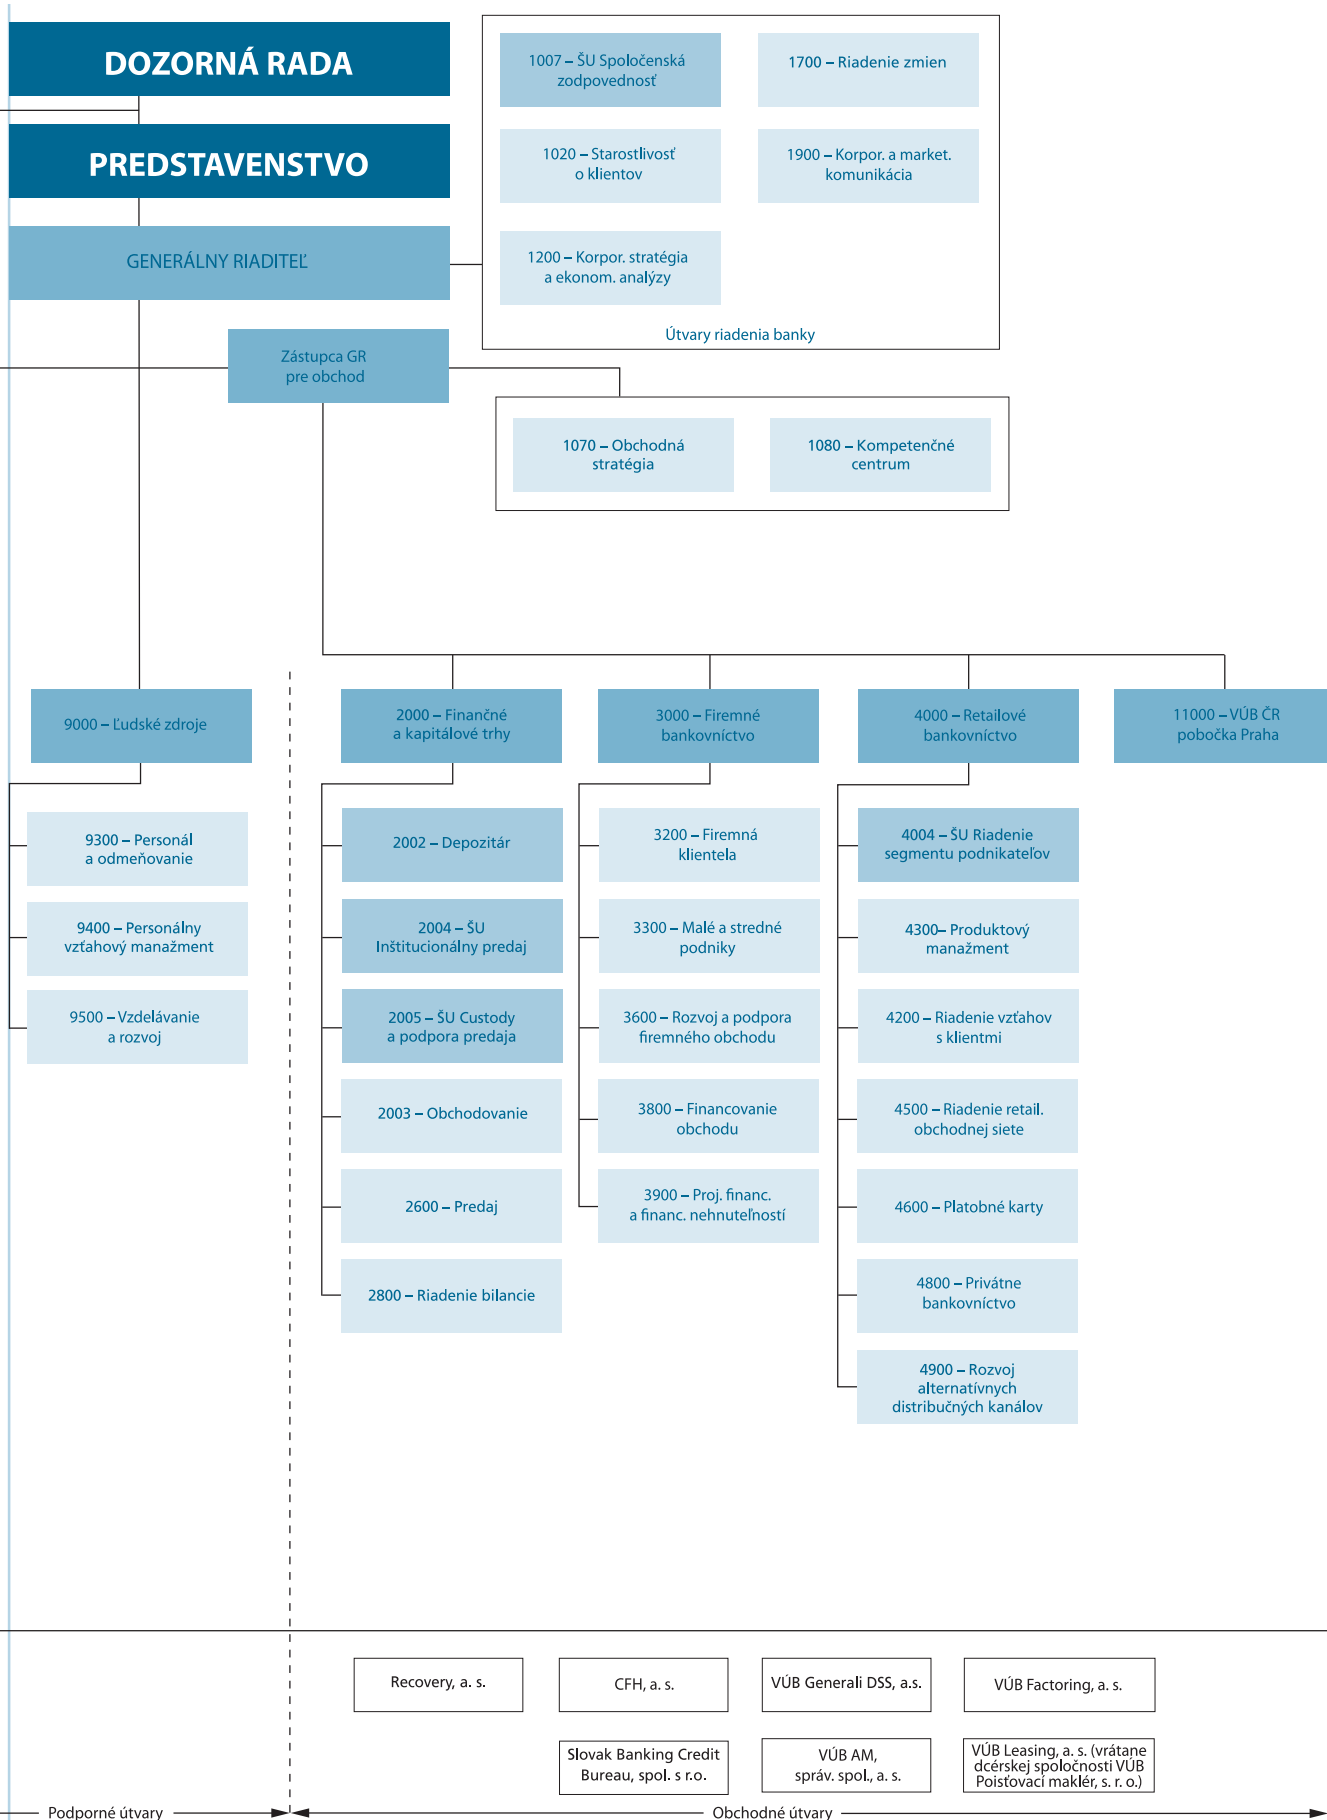 DOZORNÁ RADA
PREDSTAVENSTVO
GENERÁLNY RIADITEĽ
1007 – ŠU Spoločenská
zodpovednosť
1700 – Riadenie zmien
1020 – Starostlivosť
o klientov
1900 – Korpor. a market.
komunikácia
1200 – Korpor. stratégia
a ekonom. analýzy
Útvary riadenia banky
Zástupca GR
pre obchod
1070 – Obchodná
stratégia
1080 – Kompetenčné
centrum
9000 – Ľudské zdroje
9300 – Personál
a odmeňovanie
9400 – Personálny
vzťahový manažment
9500 – Vzdelávanie
a rozvoj
2000 – Finančné
a kapitálové trhy
2002 – Depozitár
2004 – ŠU
Inštitucionálny predaj
2005 – ŠU Custody
a podpora predaja
2003 – Obchodovanie
2600 – Predaj
2800 – Riadenie bilancie
3000 – Firemné
bankovníctvo
3200 – Firemná
klientela
3300 – Malé a stredné
podniky
3600 – Rozvoj a podpora
firemného obchodu
3800 – Financovanie
obchodu
3900 – Proj. financ.
a financ. nehnuteľností
4000 – Retailové
bankovníctvo
4004 – ŠU Riadenie
segmentu podnikateľov
4300– Produktový
manažment
4200 – Riadenie vzťahov
s klientmi
4500 – Riadenie retail.
obchodnej siete
4600 – Platobné karty
4800 – Privátne
bankovníctvo
4900 – Rozvoj
alternatívnych
distribučných kanálov
11000 – VÚB ČR
pobočka Praha
Recovery, a. s.
CFH, a. s.
VÚB Generali DSS, a.s.
VÚB Factoring, a. s.
Slovak Banking Credit
Bureau, spol. s r.o.
VÚB AM,
správ. spol., a. s.
VÚB Leasing, a. s. (vrátane
dcérskej spoločnosti VÚB
Poisťovací maklér, s. r. o.)
Podporné útvary
Obchodné útvary